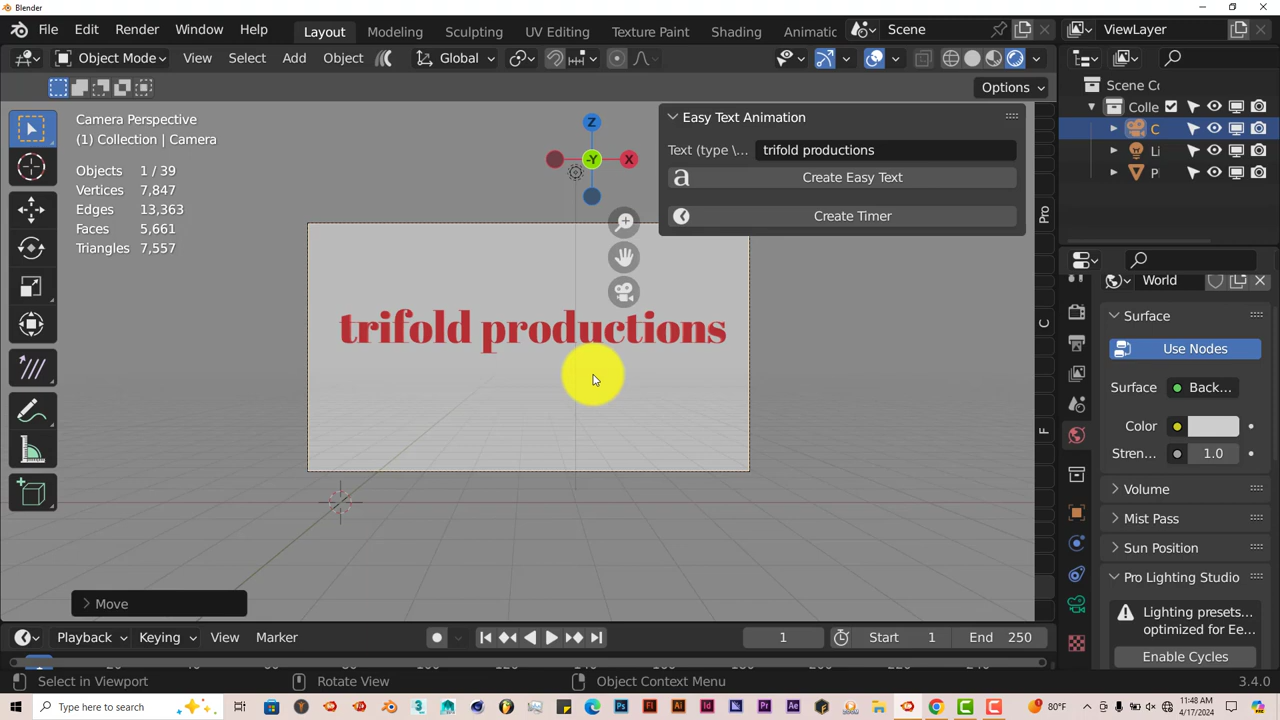 Blender
File Edit Render Window Help Layout Modeling Sculpting UV Editing Texture Paint Shading Animation Scene ViewLayer
Object Mode View Select Add Object Global
Options
Camera Perspective
(1) Collection | Camera
Objects 1 / 39
Vertices 7,847
Edges 13,363
Faces 5,661
Triangles 7,557
Z
-Y X
Easy Text Animation
Text (type \... trifold productions
a Create Easy Text
Create Timer
Scene Cc
Colle
C
Li
P
Pro
C
F
trifold productions
Move
World
Surface
Use Nodes
Surface Back...
Color
Stren... 1.0
Volume
Mist Pass
Sun Position
Pro Lighting Studio
Lighting presets...
optimized for Ee...
Enable Cycles
Playback Keying View Marker 1 Start 1 End 250
Select in Viewport Rotate View Object Context Menu 3.4.0
Type here to search 80°F 11:48 AM
4/17/2024